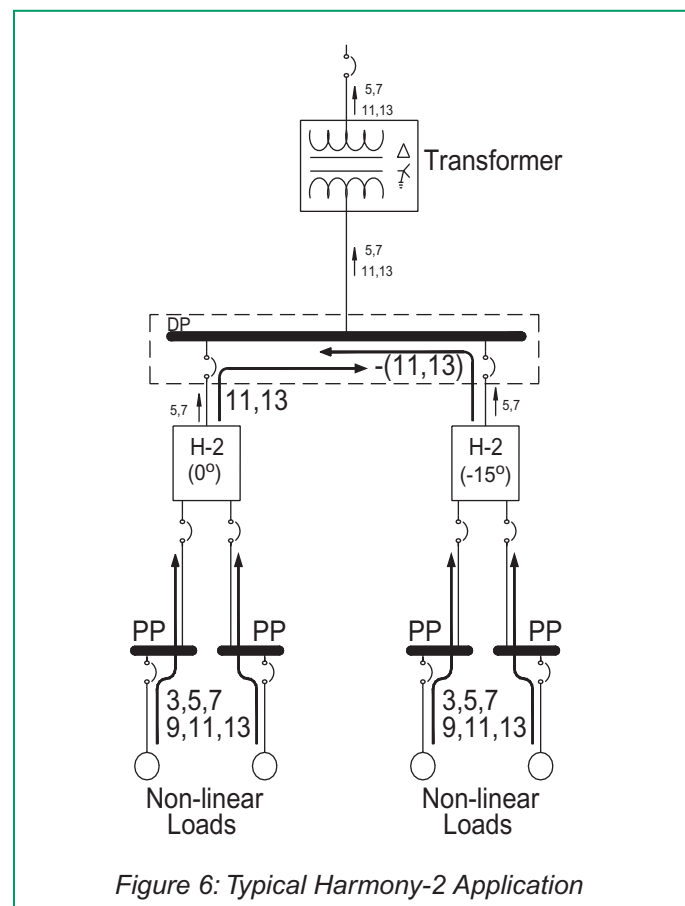 5,7
11,13
Δ
Transformer
5,7
11,13
DP
-(11,13)
11,13
5,7
5,7
H-2
(0°)
H-2
(-15°)
PP
PP
PP
PP
3,5,7
9,11,13
3,5,7
9,11,13
Non-linear
Loads
Non-linear
Loads
Figure 6: Typical Harmony-2 Application